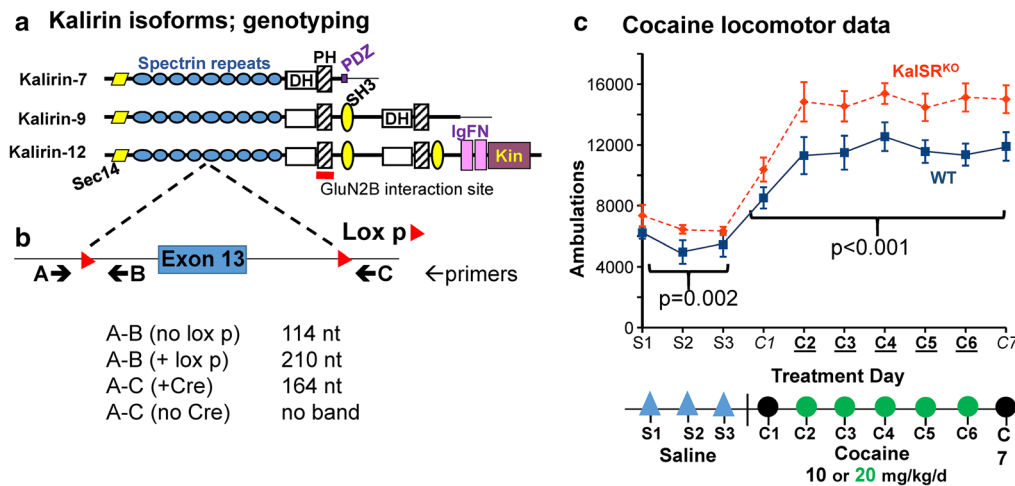 a Kalirin isoforms; genotyping
Spectrin repeats
PH
PDZ
Kalirin-7
DH
SH3
Kalirin-9
DH
IgFN
Kalirin-12
Kin
Sec14
GluN2B interaction site
b
Lox p
Exon 13
A
B
C
←primers
A-B (no lox p) 114 nt
A-B (+ lox p) 210 nt
A-C (+Cre) 164 nt
A-C (no Cre) no band
c Cocaine locomotor data
Ambulations
16000
12000
8000
4000
0
KalSRKO
WT
p<0.001
p=0.002
S1 S2 S3 C1 C2 C3 C4 C5 C6 C7
Treatment Day
S1 S2 S3 C1 C2 C3 C4 C5 C6 C
7
Saline Cocaine
10 or 20 mg/kg/d